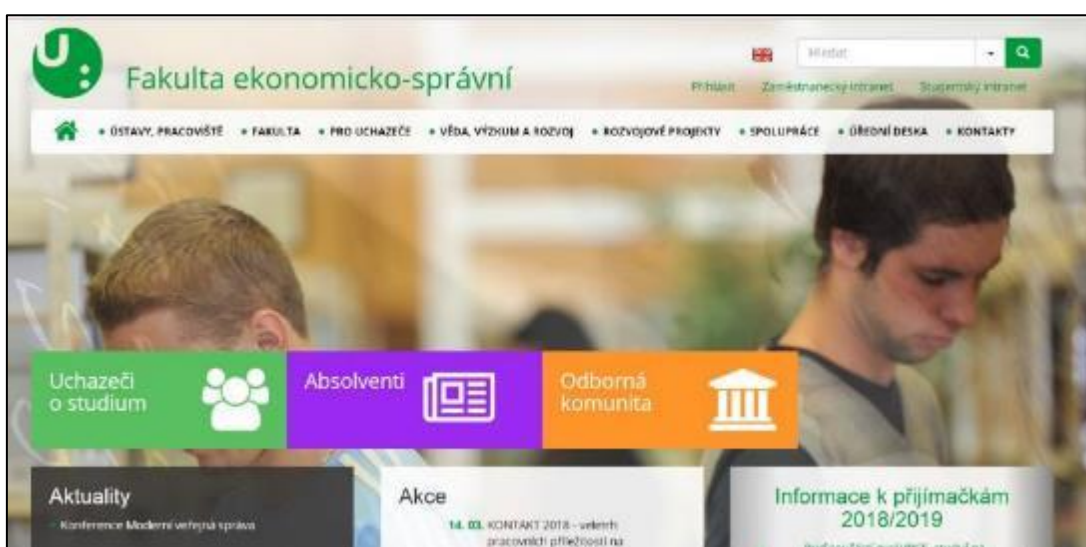 U:
Fakulta ekonomicko-správní
Hledat
Přihlásit Zaměstnanecký intranet Studentský intranet
• ÚSTAVY, PRACOVIŠTĚ • FAKULTA • PRO UCHAZEČE • VĚDA, VÝZKUM A ROZVOJ • ROZVOJOVÉ PROJEKTY • SPOLUPRÁCE • ÚŘEDNÍ DESKA • KONTAKTY
Uchazeči
o studium
Absolventi
Odborná
komunita
Aktuality
Konference Moderní veřejná správa
Akce
14. 03. KONTAKT 2018 - veletrh
pracovních příležitostí na
Informace k přijímačkám
2018/2019